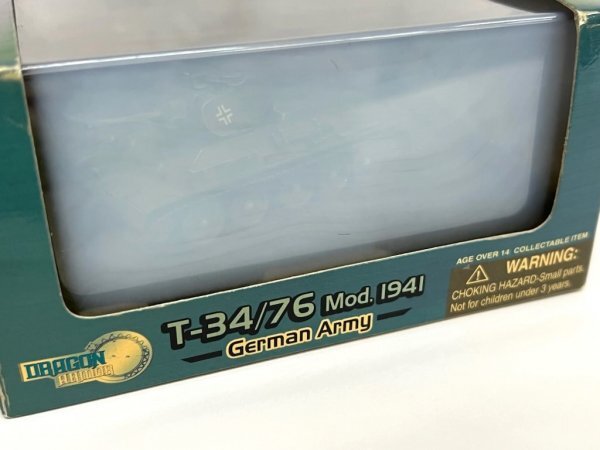 AGE OVER 14 COLLECTABLE ITEM
WARNING:
CHOKING HAZARD-Small parts.
Not for children under 3 years.
T-34/76 Mod. 1941
German Army
DRAGON
ARMOR